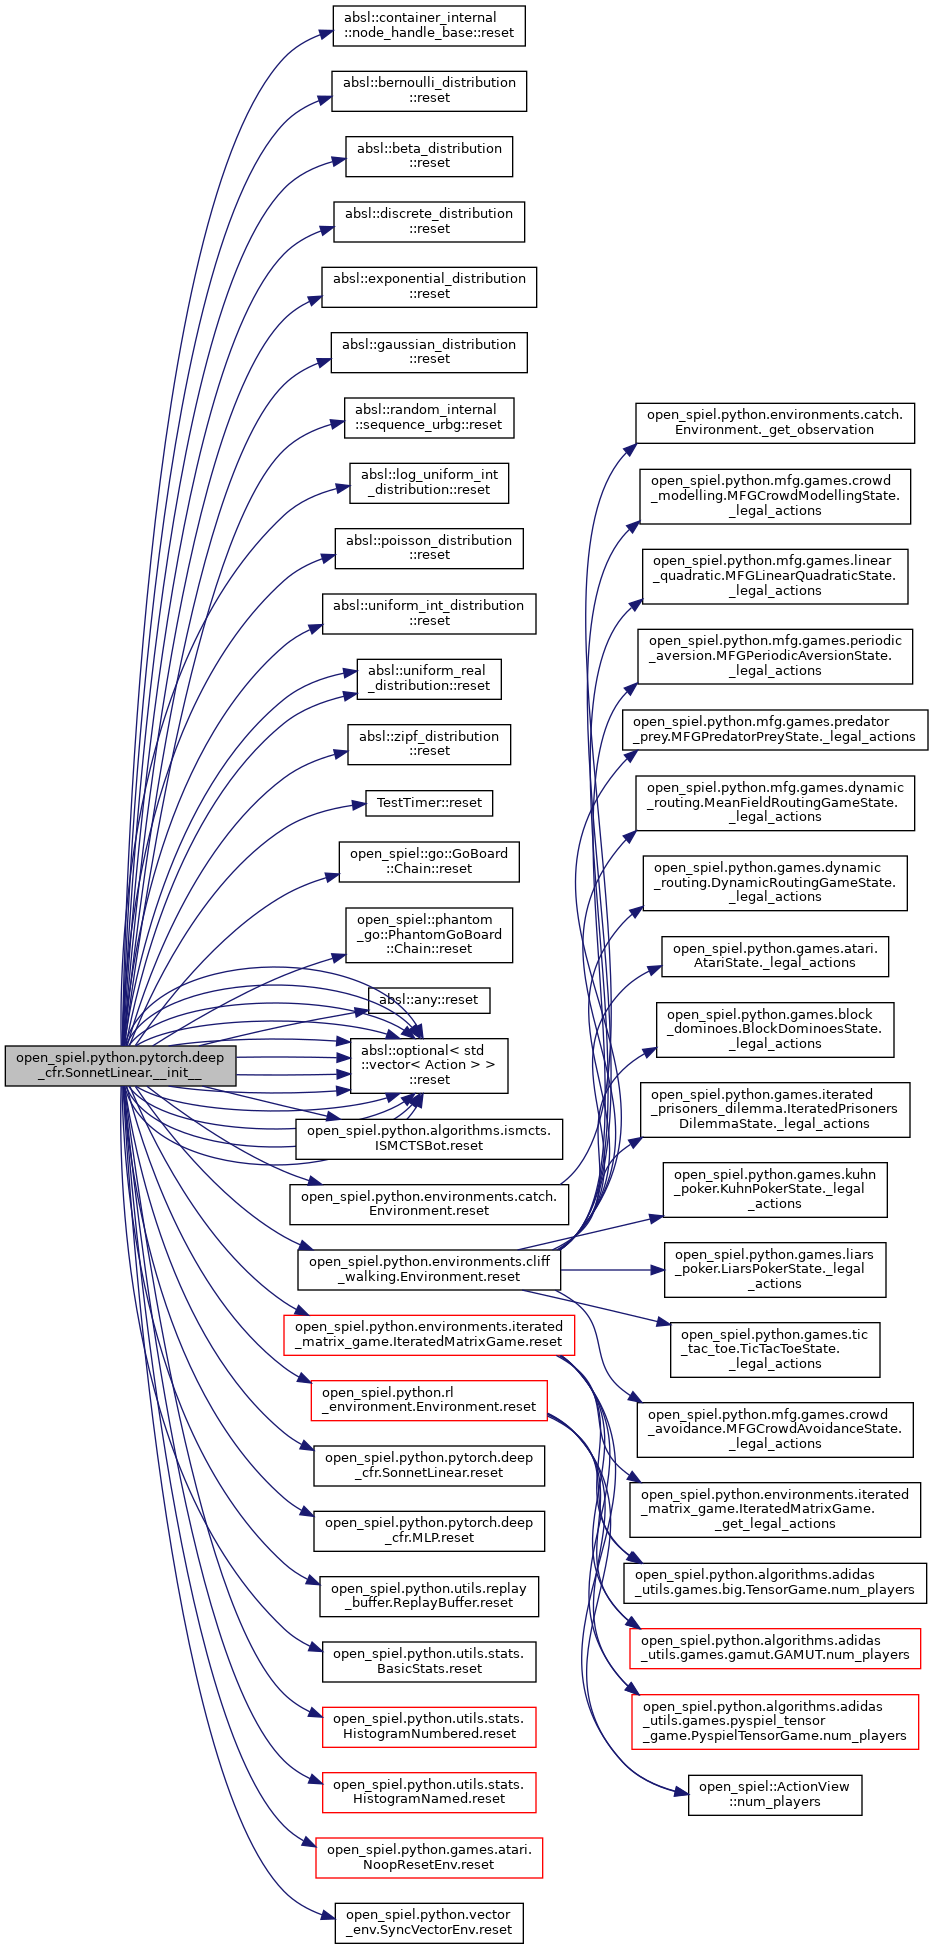 absl::container_internal
::node_handle_base::reset
absl::bernoulli_distribution
::reset
absl::beta_distribution
::reset
absl::discrete_distribution
::reset
absl::exponential_distribution
::reset
absl::gaussian_distribution
::reset
absl::random_internal
::sequence_urbg::reset
absl::log_uniform_int
_distribution::reset
absl::poisson_distribution
::reset
absl::uniform_int_distribution
::reset
absl::uniform_real
_distribution::reset
absl::zipf_distribution
::reset
TestTimer::reset
open_spiel::go::GoBoard
::Chain::reset
open_spiel::phantom
_go::PhantomGoBoard
::Chain::reset
absl::any::reset
open_spiel.python.pytorch.deep
_cfr.SonnetLinear.__init__
absl::optional< std
::vector< Action > >
::reset
open_spiel.python.algorithms.ismcts.
ISMCTSBot.reset
open_spiel.python.environments.catch.
Environment.reset
open_spiel.python.environments.cliff
_walking.Environment.reset
open_spiel.python.environments.iterated
_matrix_game.IteratedMatrixGame.reset
open_spiel.python.rl
_environment.Environment.reset
open_spiel.python.pytorch.deep
_cfr.SonnetLinear.reset
open_spiel.python.pytorch.deep
_cfr.MLP.reset
open_spiel.python.utils.replay
_buffer.ReplayBuffer.reset
open_spiel.python.utils.stats.
BasicStats.reset
open_spiel.python.utils.stats.
HistogramNumbered.reset
open_spiel.python.utils.stats.
HistogramNamed.reset
open_spiel.python.games.atari.
NoopResetEnv.reset
open_spiel.python.vector
_env.SyncVectorEnv.reset
open_spiel.python.environments.catch.
Environment._get_observation
open_spiel.python.mfg.games.crowd
_modelling.MFGCrowdModellingState.
_legal_actions
open_spiel.python.mfg.games.linear
_quadratic.MFGLinearQuadraticState.
_legal_actions
open_spiel.python.mfg.games.periodic
_aversion.MFGPeriodicAversionState.
_legal_actions
open_spiel.python.mfg.games.predator
_prey.MFGPredatorPreyState._legal_actions
open_spiel.python.mfg.games.dynamic
_routing.MeanFieldRoutingGameState.
_legal_actions
open_spiel.python.games.dynamic
_routing.DynamicRoutingGameState.
_legal_actions
open_spiel.python.games.atari.
AtariState._legal_actions
open_spiel.python.games.block
_dominoes.BlockDominoesState.
_legal_actions
open_spiel.python.games.iterated
_prisoners_dilemma.IteratedPrisoners
DilemmaState._legal_actions
open_spiel.python.games.kuhn
_poker.KuhnPokerState._legal
_actions
open_spiel.python.games.liars
_poker.LiarsPokerState._legal
_actions
open_spiel.python.games.tic
_tac_toe.TicTacToeState.
_legal_actions
open_spiel.python.mfg.games.crowd
_avoidance.MFGCrowdAvoidanceState.
_legal_actions
open_spiel.python.environments.iterated
_matrix_game.IteratedMatrixGame.
_get_legal_actions
open_spiel.python.algorithms.adidas
_utils.games.big.TensorGame.num_players
open_spiel.python.algorithms.adidas
_utils.games.gamut.GAMUT.num_players
open_spiel.python.algorithms.adidas
_utils.games.pyspiel_tensor
_game.PyspielTensorGame.num_players
open_spiel::ActionView
::num_players